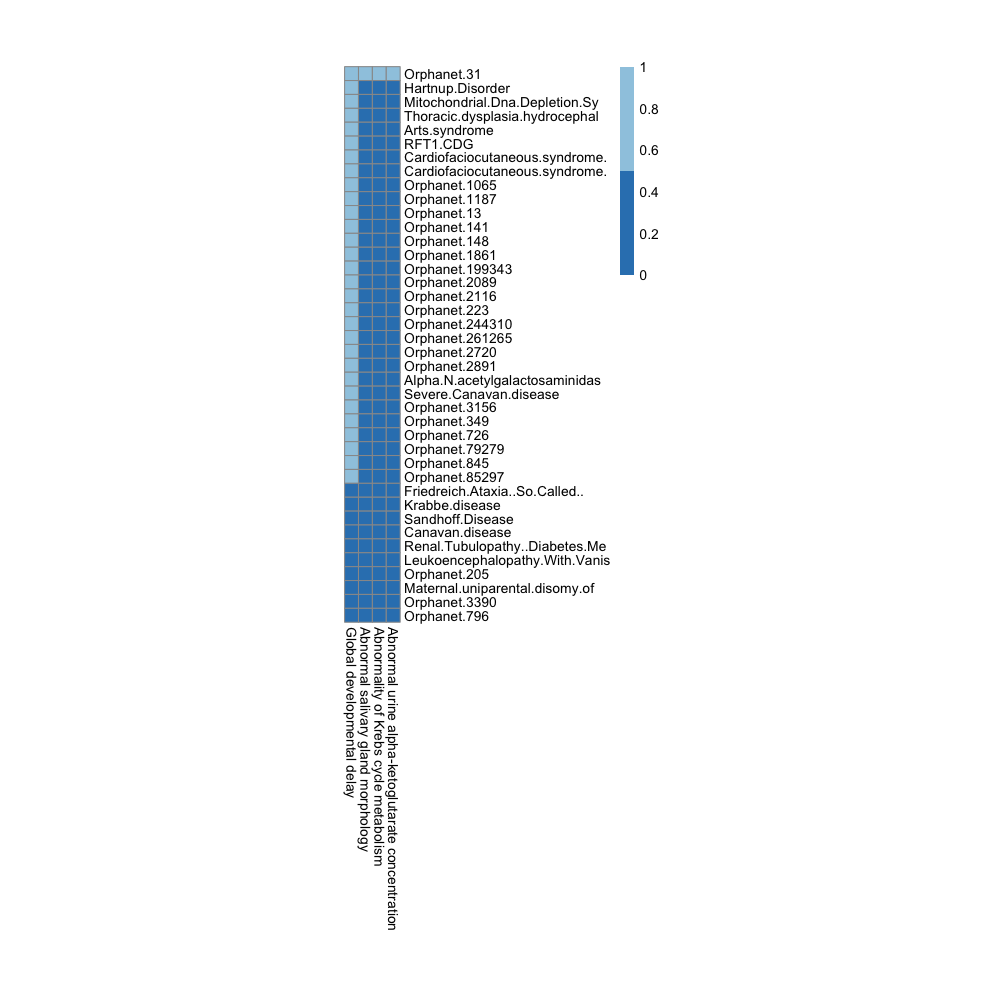 Orphanet.31
Hartnup.Disorder
Mitochondrial.Dna.Depletion.Sy
Thoracic.dysplasia.hydrocephal
Arts.syndrome
RFT1.CDG
Cardiofaciocutaneous.syndrome.
Cardiofaciocutaneous.syndrome.
Orphanet.1065
Orphanet.1187
Orphanet.13
Orphanet.141
Orphanet.148
Orphanet.1861
Orphanet.199343
Orphanet.2089
Orphanet.2116
Orphanet.223
Orphanet.244310
Orphanet.261265
Orphanet.2720
Orphanet.2891
Alpha.N.acetylgalactosaminidas
Severe.Canavan.disease
Orphanet.3156
Orphanet.349
Orphanet.726
Orphanet.79279
Orphanet.845
Orphanet.85297
Friedreich.Ataxia..So.Called..
Krabbe.disease
Sandhoff.Disease
Canavan.disease
Renal.Tubulopathy..Diabetes.Me
Leukoencephalopathy.With.Vanis
Orphanet.205
Maternal.uniparental.disomy.of
Orphanet.3390
Orphanet.796
1
0.8
0.6
0.4
0.2
0
Global developmental delay
Abnormal salivary gland morphology
Abnormality of Krebs cycle metabolism
Abnormal urine alpha-ketoglutarate concentration